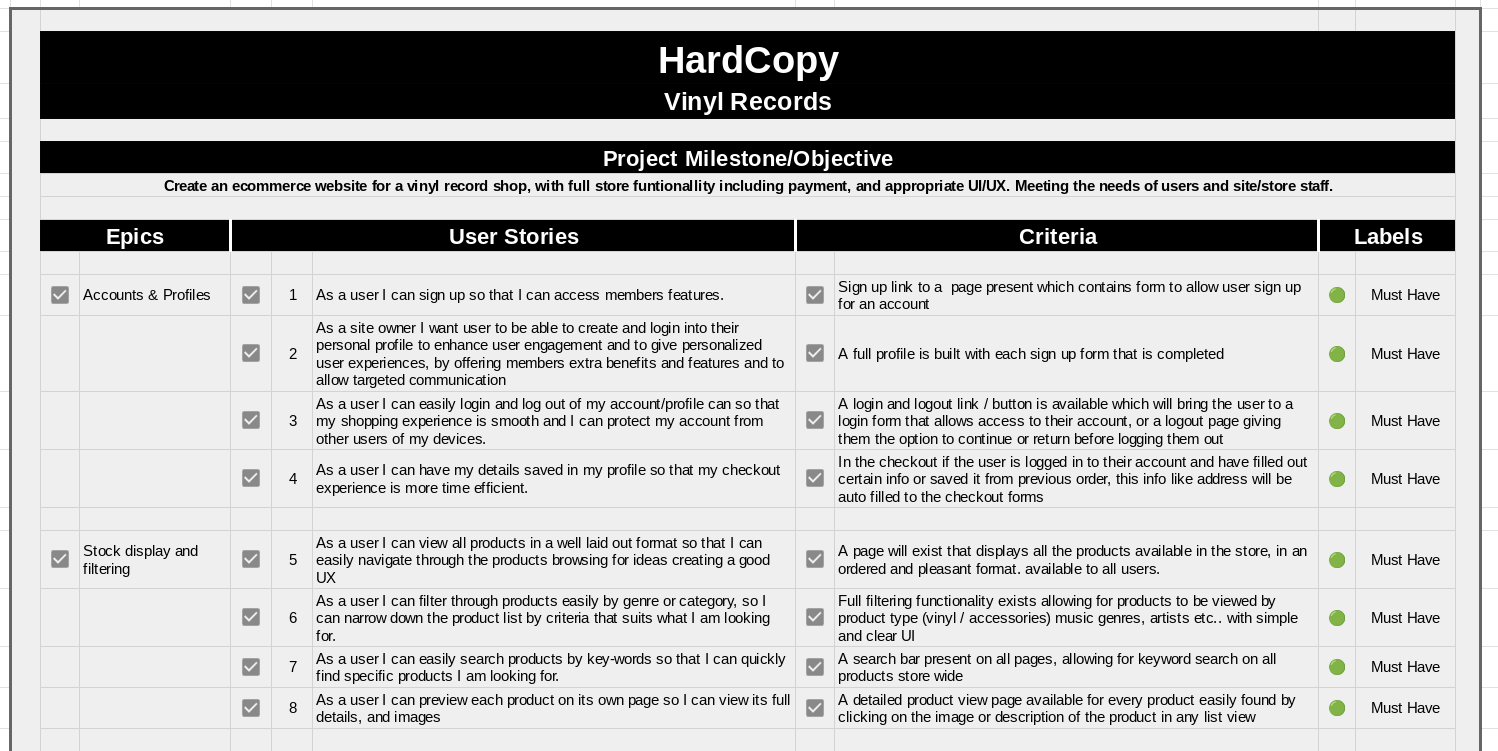 HardCopy
Vinyl Records
Project Milestone/Objective
Create an ecommerce website for a vinyl record shop, with full store funtionallity including payment, and appropriate UI/UX. Meeting the needs of users and site/store staff.
Epics User Stories Criteria Labels
Accounts & Profiles
1
As a user I can sign up so that I can access members features.
Sign up link to a  page present which contains form to allow user sign up
for an account
Must Have
2
As a site owner I want user to be able to create and login into their
personal profile to enhance user engagement and to give personalized
user experiences, by offering members extra benefits and features and to
allow targeted communication
A full profile is built with each sign up form that is completed
Must Have
3
As a user I can easily login and log out of my account/profile can so that
my shopping experience is smooth and I can protect my account from
other users of my devices.
A login and logout link / button is available which will bring the user to a
login form that allows access to their account, or a logout page giving
them the option to continue or return before logging them out
Must Have
4
As a user I can have my details saved in my profile so that my checkout
experience is more time efficient.
In the checkout if the user is logged in to their account and have filled out
certain info or saved it from previous order, this info like address will be
auto filled to the checkout forms
Must Have
Stock display and
filtering
5
As a user I can view all products in a well laid out format so that I can
easily navigate through the products browsing for ideas creating a good
UX
A page will exist that displays all the products available in the store, in an
ordered and pleasant format. available to all users.
Must Have
6
As a user I can filter through products easily by genre or category, so I
can narrow down the product list by criteria that suits what I am looking
for.
Full filtering functionality exists allowing for products to be viewed by
product type (vinyl / accessories) music genres, artists etc.. with simple
and clear UI
Must Have
7
As a user I can easily search products by key-words so that I can quickly
find specific products I am looking for.
A search bar present on all pages, allowing for keyword search on all
products store wide
Must Have
8
As a user I can preview each product on its own page so I can view its full
details, and images
A detailed product view page available for every product easily found by
clicking on the image or description of the product in any list view
Must Have